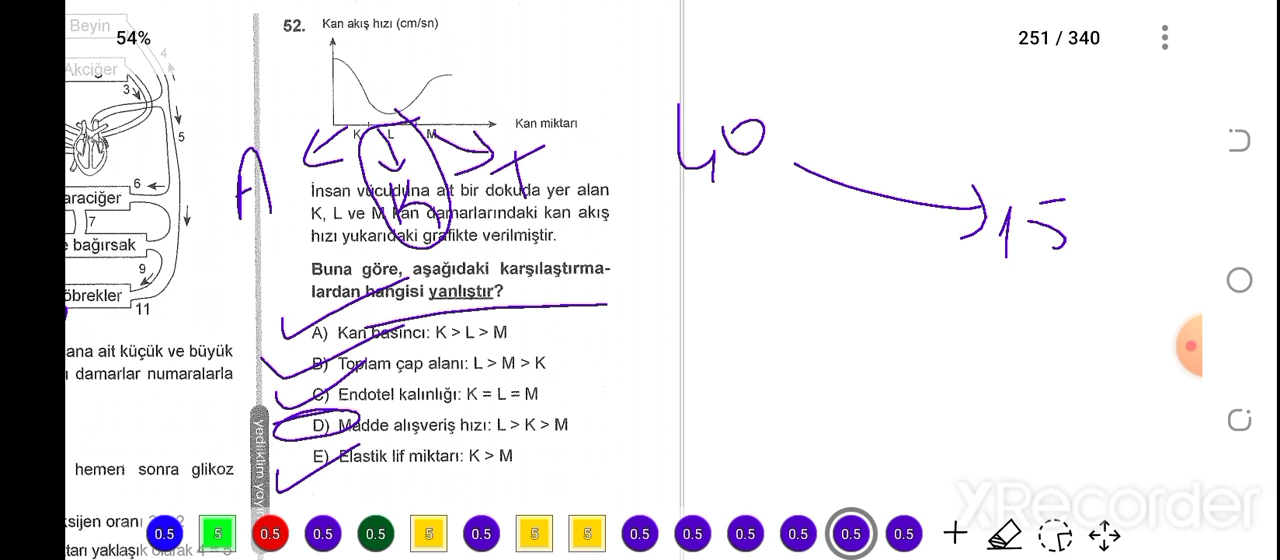 54%
251 / 340
Beyin
Akciğer
4
3
5
6
araciğer
7
e bağırsak
9
öbrekler
11
ana ait küçük ve büyük
damarlar numaralarla
hemen sonra glikoz
ksijen oranı
tarı yaklaşık olarak 4 = 5
yediiklim yayı
52. Kan akış hızı (cm/sn)
K L M
Kan miktarı
A K T
40
15
İnsan vücuduna ait bir dokuda yer alan
K, L ve M kan damarlarındaki kan akış
hızı yukarıdaki grafikte verilmiştir.
Buna göre, aşağıdaki karşılaştırma-
lardan hangisi yanlıştır?
A) Kan basıncı: K > L > M
B) Toplam çap alanı: L > M > K
C) Endotel kalınlığı: K = L = M
D) Madde alışveriş hızı: L > K > M
E) Elastik lif miktarı: K > M
XRecorder
0.5 5 0.5 0.5 0.5 5 0.5 5 5 0.5 0.5 0.5 0.5 0.5 0.5